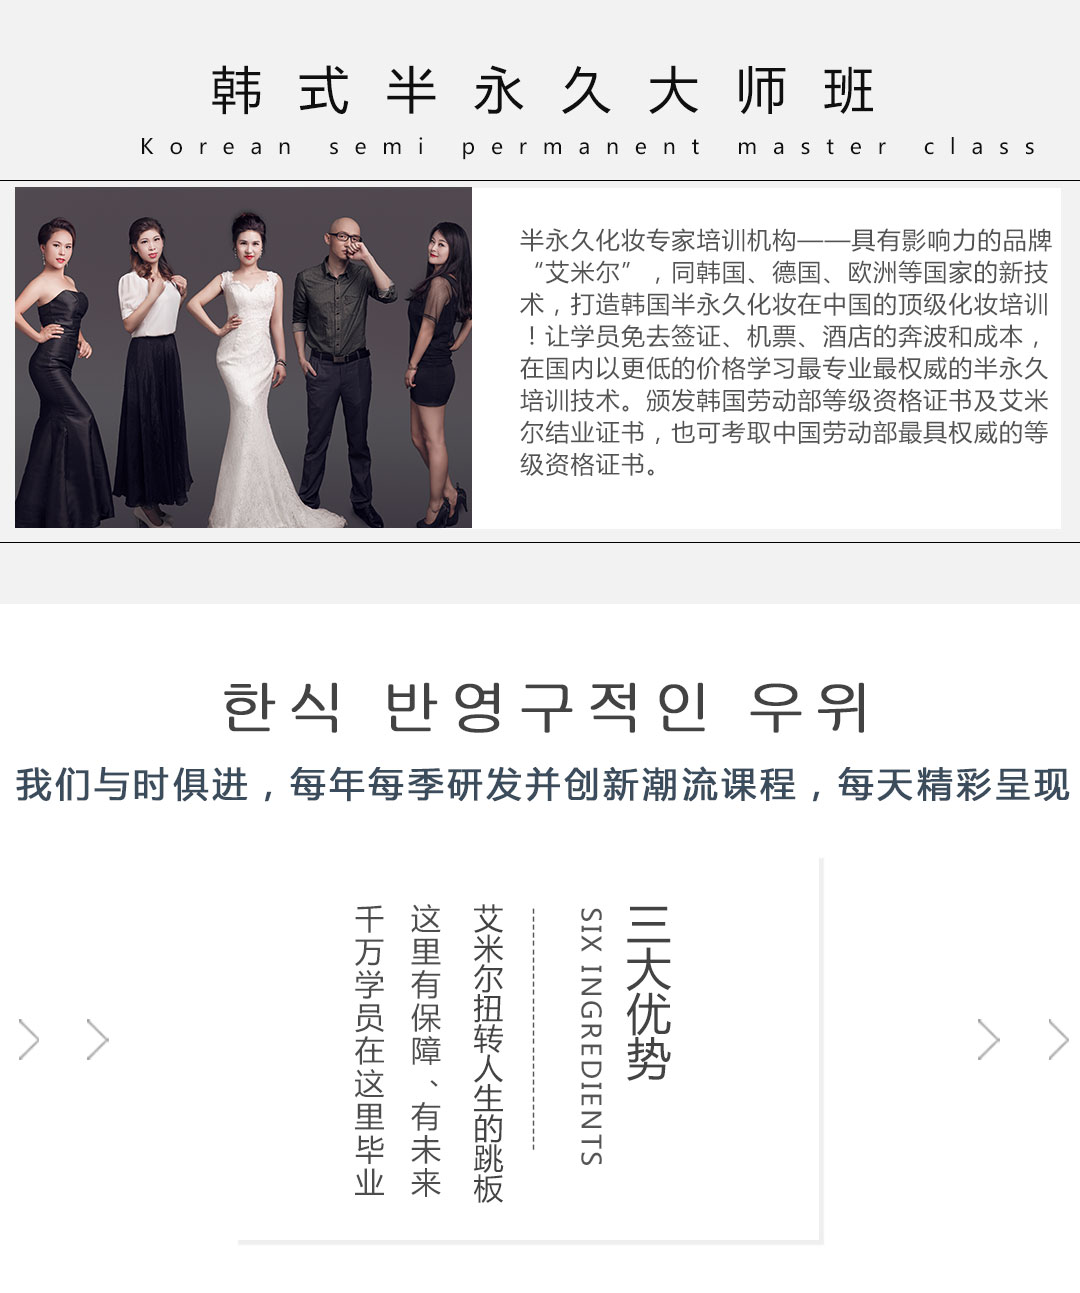 韩式半永久大师班
Korean semi permanent master class
半永久化妆专家培训机构——具有影响力的品牌
“艾米尔”，同韩国、德国、欧洲等国家的新技
术，打造韩国半永久化妆在中国的顶级化妆培训
！让学员免去签证、机票、酒店的奔波和成本，
在国内以更低的价格学习最专业最权威的半永久
培训技术。颁发韩国劳动部等级资格证书及艾米
尔结业证书，也可考取中国劳动部最具权威的等
级资格证书。
한식 반영구적인 우위
我们与时俱进，每年每季研发并创新潮流课程，每天精彩呈现
三大优势
SIX INGREDIENTS
艾米尔扭转人生的跳板
这里有保障、有未来
千万学员在这里毕业